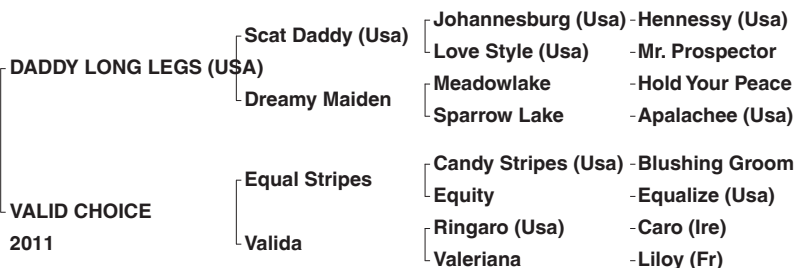 Johannesburg (Usa) - Hennessy (Usa)
Scat Daddy (Usa)
Love Style (Usa) - Mr. Prospector
DADDY LONG LEGS (USA)
Meadowlake - Hold Your Peace
Dreamy Maiden
Sparrow Lake - Apalachee (Usa)
Candy Stripes (Usa) - Blushing Groom
Equal Stripes
Equity - Equalize (Usa)
VALID CHOICE
Ringaro (Usa) - Caro (Ire)
2011
Valida
Valeriana - Liloy (Fr)